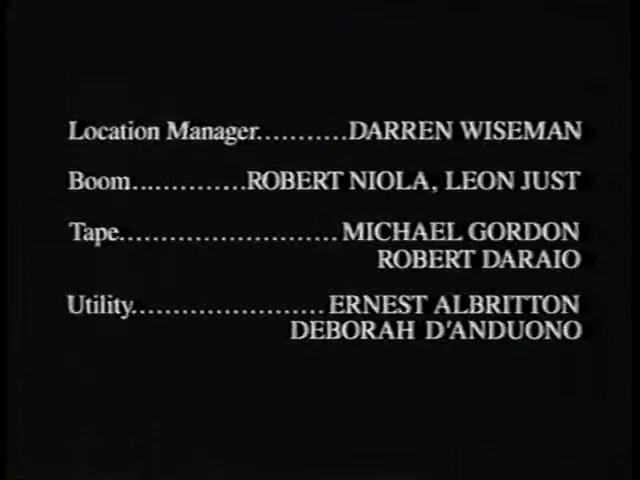 Location Manager...........DARREN WISEMAN
Boom..............ROBERT NIOLA, LEON JUST
Tape..........................MICHAEL GORDON
ROBERT DARAIO
Utility.......................ERNEST ALBRITTON
DEBORAH D'ANDUONO